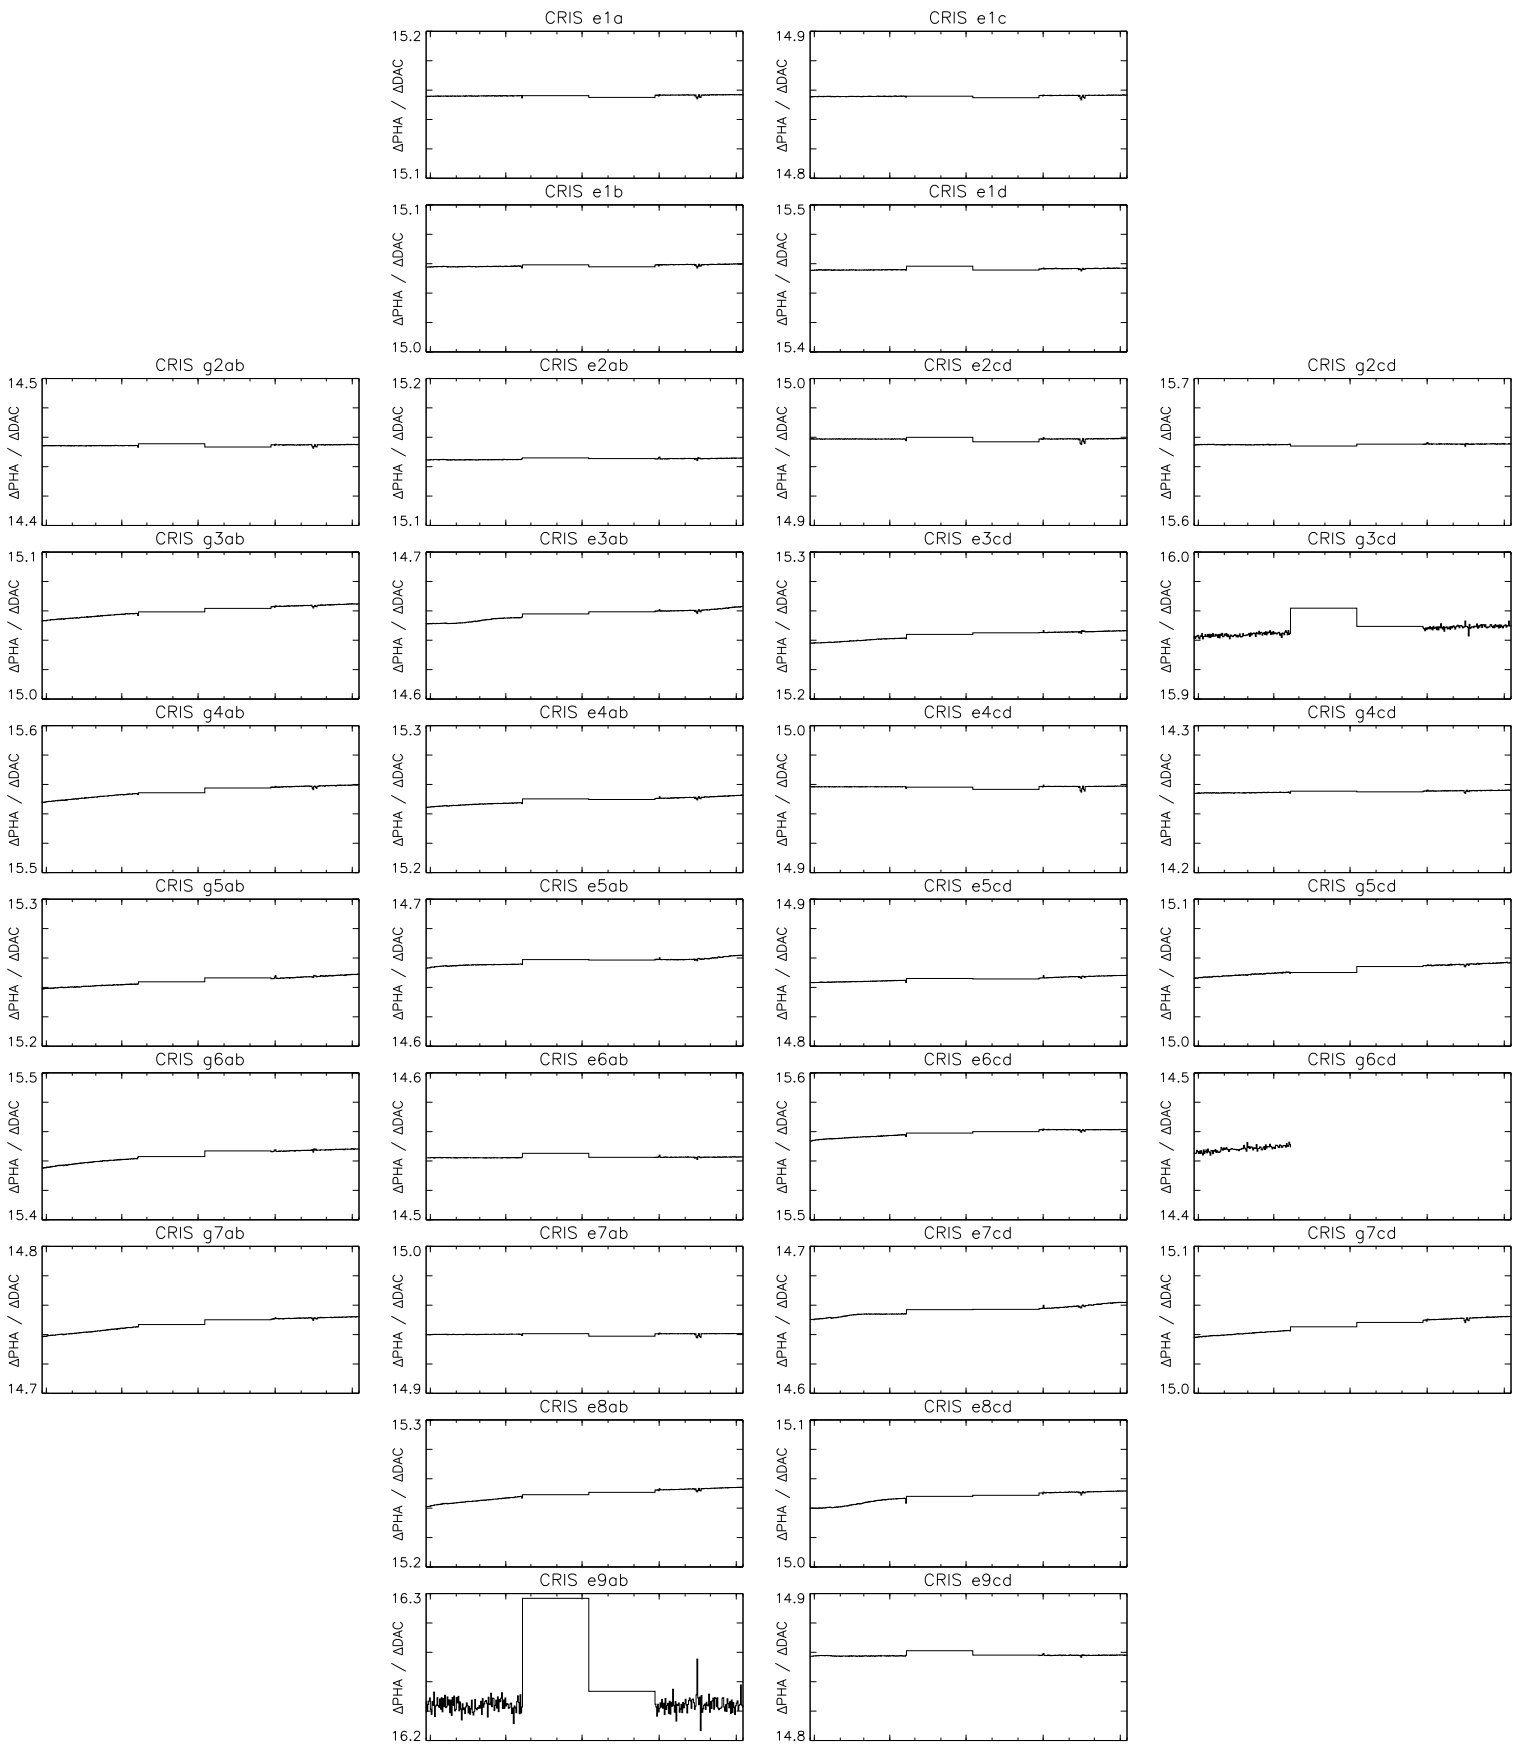 CRIS e1a
15.2
ΔPHA / ΔDAC
15.1
CRIS e1c
14.9
ΔPHA / ΔDAC
14.8
CRIS e1b
15.1
ΔPHA / ΔDAC
15.0
CRIS e1d
15.5
ΔPHA / ΔDAC
15.4
CRIS g2ab
14.5
ΔPHA / ΔDAC
14.4
CRIS e2ab
15.2
ΔPHA / ΔDAC
15.1
CRIS e2cd
15.0
ΔPHA / ΔDAC
14.9
CRIS g2cd
15.7
ΔPHA / ΔDAC
15.6
CRIS g3ab
15.1
ΔPHA / ΔDAC
15.0
CRIS e3ab
14.7
ΔPHA / ΔDAC
14.6
CRIS e3cd
15.3
ΔPHA / ΔDAC
15.2
CRIS g3cd
16.0
ΔPHA / ΔDAC
15.9
CRIS g4ab
15.6
ΔPHA / ΔDAC
15.5
CRIS e4ab
15.3
ΔPHA / ΔDAC
15.2
CRIS e4cd
15.0
ΔPHA / ΔDAC
14.9
CRIS g4cd
14.3
ΔPHA / ΔDAC
14.2
CRIS g5ab
15.3
ΔPHA / ΔDAC
15.2
CRIS e5ab
14.7
ΔPHA / ΔDAC
14.6
CRIS e5cd
14.9
ΔPHA / ΔDAC
14.8
CRIS g5cd
15.1
ΔPHA / ΔDAC
15.0
CRIS g6ab
15.5
ΔPHA / ΔDAC
15.4
CRIS e6ab
14.6
ΔPHA / ΔDAC
14.5
CRIS e6cd
15.6
ΔPHA / ΔDAC
15.5
CRIS g6cd
14.5
ΔPHA / ΔDAC
14.4
CRIS g7ab
14.8
ΔPHA / ΔDAC
14.7
CRIS e7ab
15.0
ΔPHA / ΔDAC
14.9
CRIS e7cd
14.7
ΔPHA / ΔDAC
14.6
CRIS g7cd
15.1
ΔPHA / ΔDAC
15.0
CRIS e8ab
15.3
ΔPHA / ΔDAC
15.2
CRIS e8cd
15.1
ΔPHA / ΔDAC
15.0
CRIS e9ab
16.3
ΔPHA / ΔDAC
16.2
CRIS e9cd
14.9
ΔPHA / ΔDAC
14.8